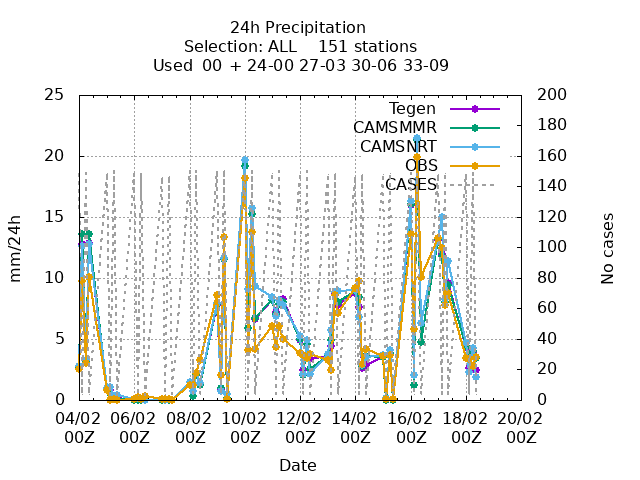 24h Precipitation
Selection: ALL 151 stations
Used 00 + 24-00 27-03 30-06 33-09
25
20
15
10
5
0
mm/24h
200
180
160
140
120
100
80
60
40
20
0
No cases
Tegen
CAMSMMR
CAMSNRT
OBS
CASES
04/02 06/02 08/02 10/02 12/02 14/02 16/02 18/02 20/02
00Z 00Z 00Z 00Z 00Z 00Z 00Z 00Z 00Z
Date